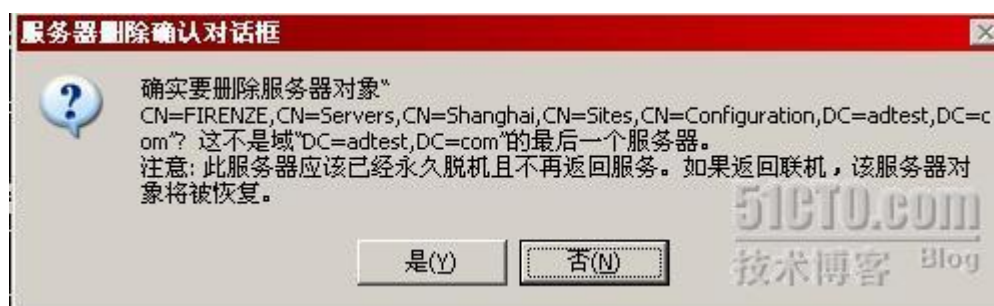 服务器删除确认对话框
确实要删除服务器对象“
CN=FIRENZE,CN=Servers,CN=Shanghai,CN=Sites,CN=Configuration,DC=adtest,DC=c
om”? 这不是域“DC=adtest,DC=com”的最后一个服务器。
注意: 此服务器应该已经永久脱机且不再返回服务。如果返回联机，该服务器对
象将被恢复。
是(Y) 否(N)
51CTO.com
技术博客 Blog